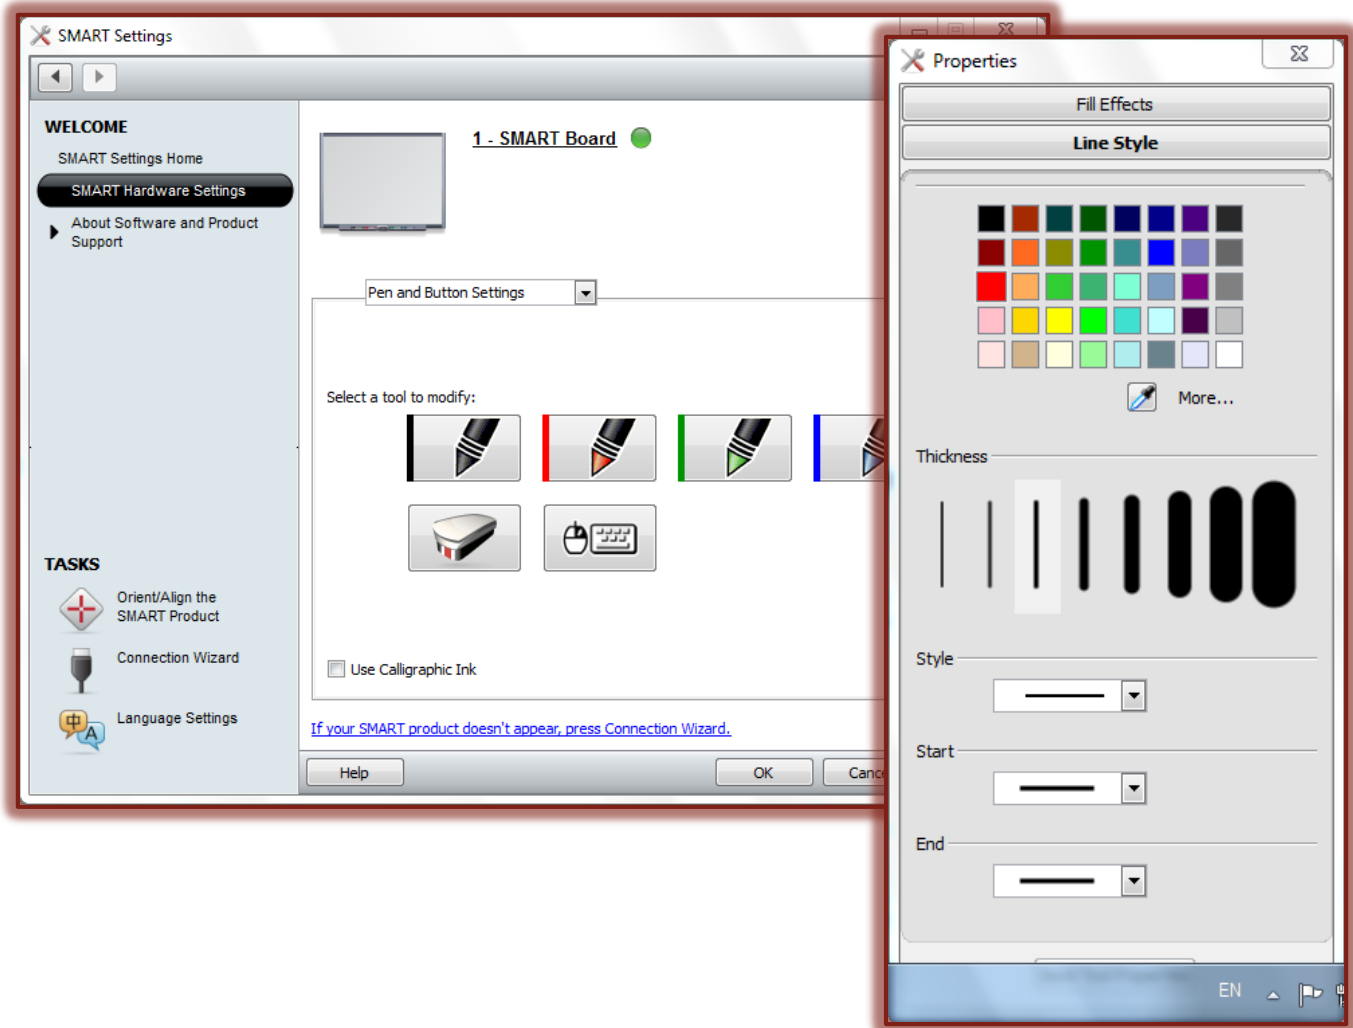 SMART Settings
WELCOME
SMART Settings Home
SMART Hardware Settings
About Software and Product
Support
1 - SMART Board
Pen and Button Settings
Select a tool to modify:
TASKS
Orient/Align the
SMART Product
Connection Wizard
Language Settings
中
A
Use Calligraphic Ink
If your SMART product doesn't appear, press Connection Wizard.
Help
OK
Cance
Properties
Fill Effects
Line Style
More...
Thickness
Style
Start
End
EN